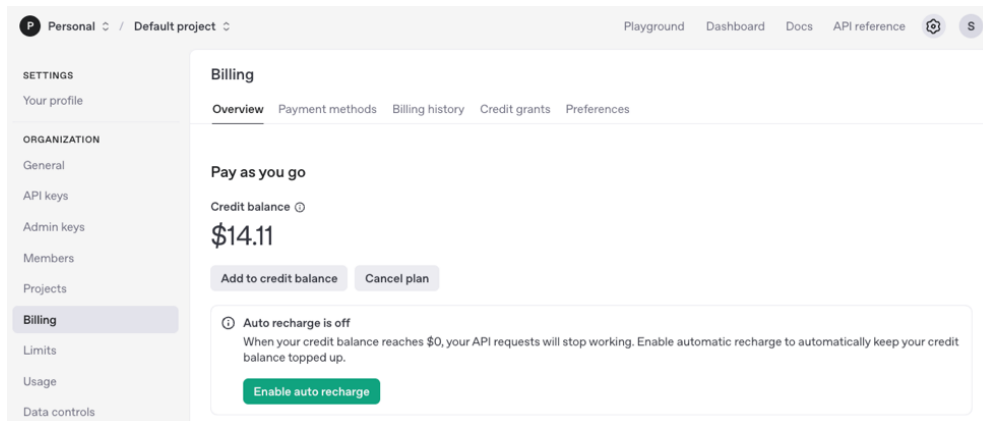 P Personal / Default project
Playground Dashboard Docs API reference S
SETTINGS
Your profile
ORGANIZATION
General
API keys
Admin keys
Members
Projects
Billing
Limits
Usage
Data controls
Billing
Overview Payment methods Billing history Credit grants Preferences
Pay as you go
Credit balance
$14.11
Add to credit balance Cancel plan
Auto recharge is off
When your credit balance reaches $0, your API requests will stop working. Enable automatic recharge to automatically keep your credit
balance topped up.
Enable auto recharge